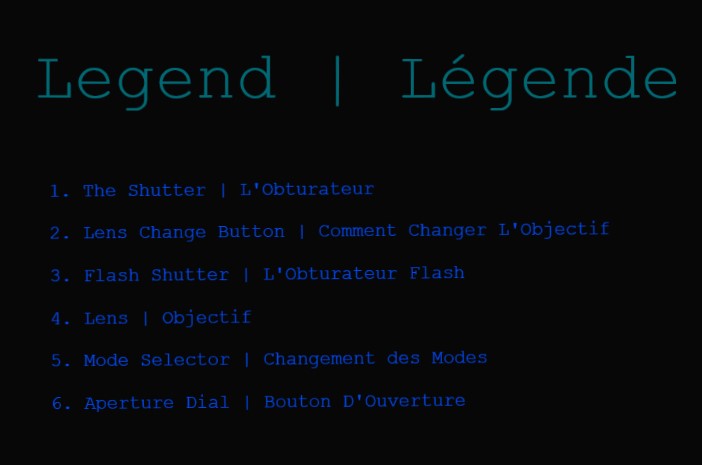 Legend | Légende
1. The Shutter | L'Obturateur
2. Lens Change Button | Comment Changer L'Objectif
3. Flash Shutter | L'Obturateur Flash
4. Lens | Objectif
5. Mode Selector | Changement des Modes
6. Aperture Dial | Bouton D'Ouverture